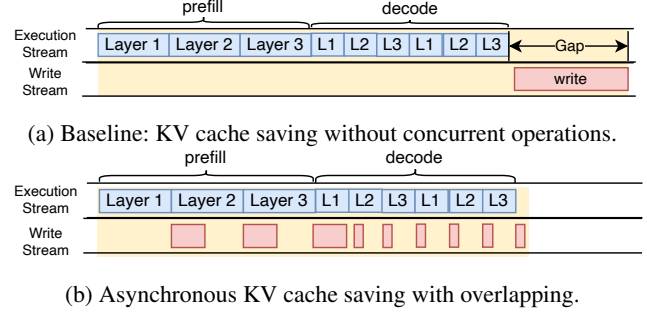 prefill decode
Execution Stream Layer 1 Layer 2 Layer 3 L1 L2 L3 L1 L2 L3 Gap
Write Stream write
(a) Baseline: KV cache saving without concurrent operations.
prefill decode
Execution Stream Layer 1 Layer 2 Layer 3 L1 L2 L3 L1 L2 L3
Write Stream
(b) Asynchronous KV cache saving with overlapping.